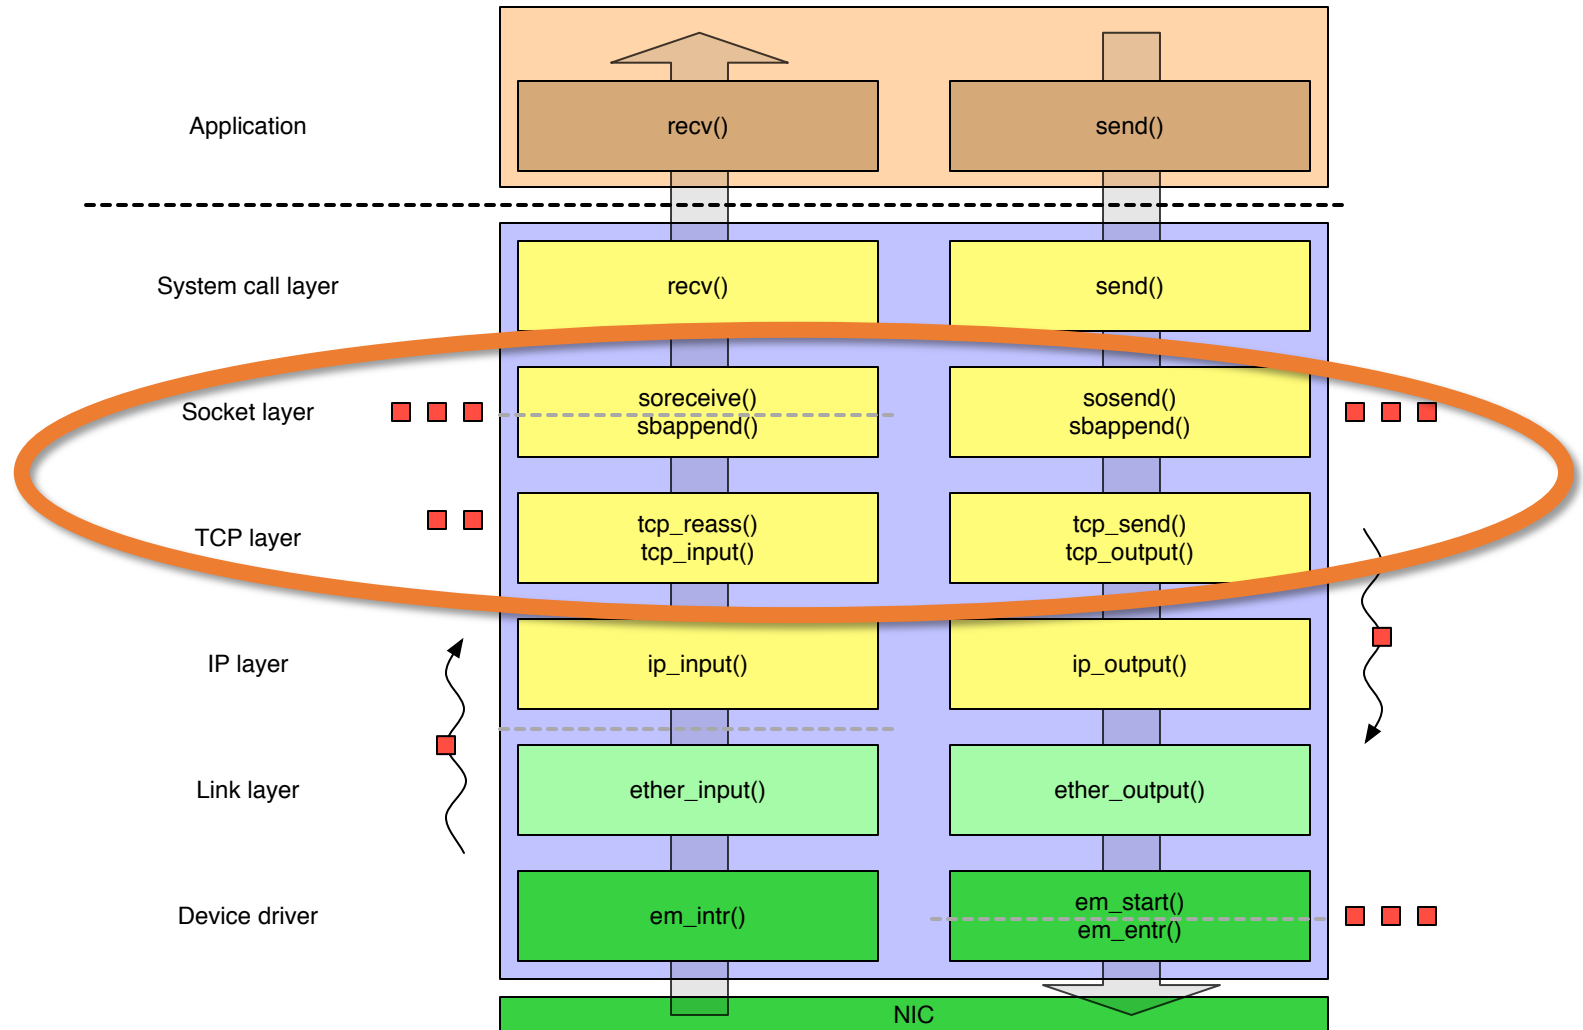 Application
recv()
send()
System call layer
recv()
send()
Socket layer
soreceive()
sbappend()
sosend()
sbappend()
TCP layer
tcp_reass()
tcp_input()
tcp_send()
tcp_output()
IP layer
ip_input()
ip_output()
Link layer
ether_input()
ether_output()
Device driver
em_intr()
em_start()
em_entr()
NIC